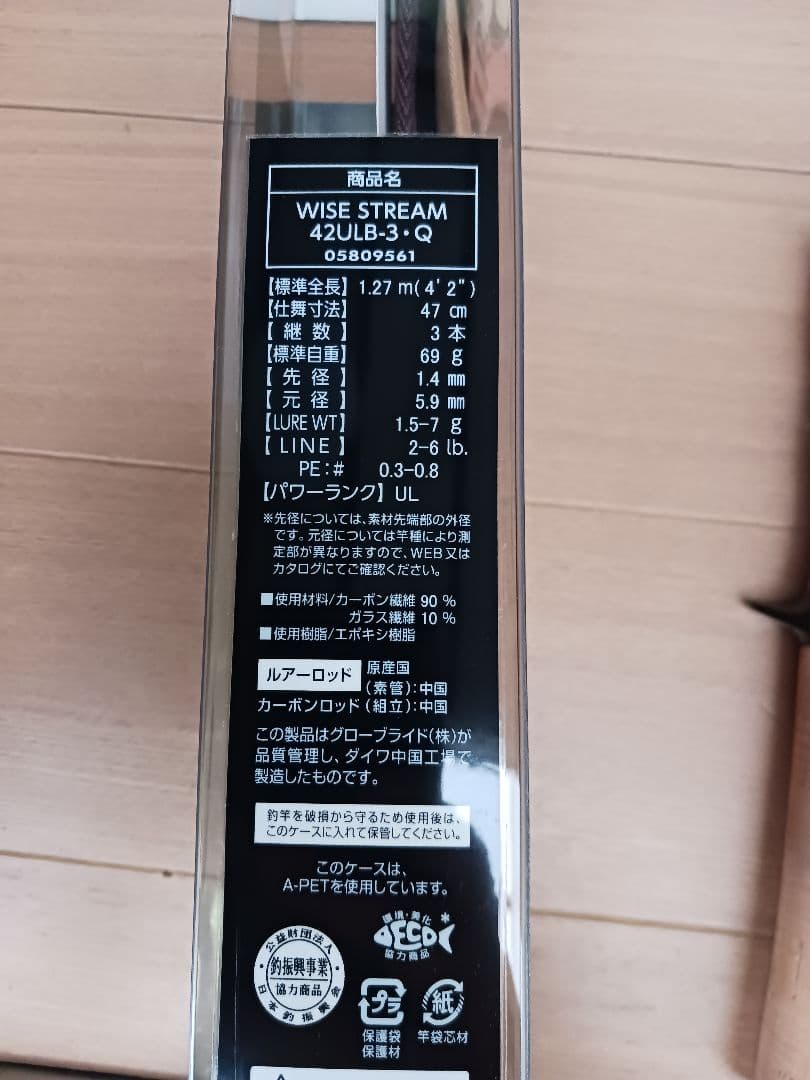 商品名
WISE STREAM
42ULB-3・Q
05809561
【標準全長】 1.27 m(4'2")
【仕舞寸法】 47 ㎝
【継数】 3 本
【標準自重】 69 g
【先径】 1.4 ㎜
【元径】 5.9 ㎜
【LURE WT】 1.5-7 g
【LINE】 2-6 lb.
PE:# 0.3-0.8
【パワーランク】 UL
※先径については、素材先端部の外径
です。元径については竿種により測
定部が異なりますので、WEB又は
カタログにてご確認ください。
■使用材料/カーボン繊維 90 %
ガラス繊維 10 %
■使用樹脂/エポキシ樹脂
ルアーロッド 原産国
(素管):中国
カーボンロッド (組立):中国
この製品はグローブライド(株)が
品質管理し、ダイワ中国工場で
製造したものです。
釣竿を破損から守るため使用後は、
このケースに入れて保管してください。
このケースは、
A-PETを使用しています。
環境・美化
DECO
協力商品
公益財団法人
釣振興事業
協力商品
日本釣振興会
プラ
紙
保護袋 竿袋芯材
保護材